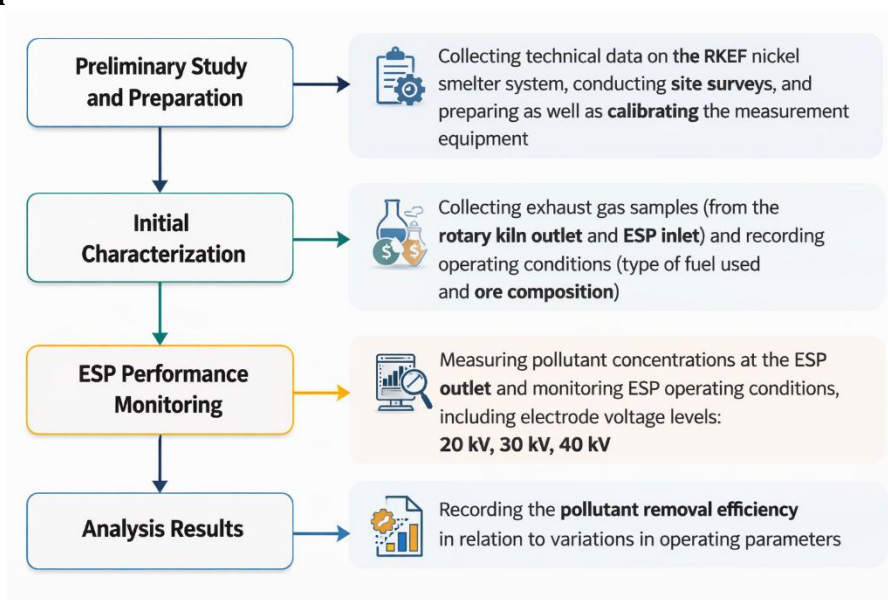 Preliminary Study
and Preparation
Collecting technical data on the RKEF nickel
smelter system, conducting site surveys, and
preparing as well as calibrating the measurement
equipment
Initial
Characterization
Collecting exhaust gas samples (from the
rotary kiln outlet and ESP inlet) and recording
operating conditions (type of fuel used
and ore composition)
$ $
ESP Performance
Monitoring
Measuring pollutant concentrations at the ESP
outlet and monitoring ESP operating conditions,
including electrode voltage levels:
20 kV, 30 kV, 40 kV
Analysis Results
Recording the pollutant removal efficiency
in relation to variations in operating parameters